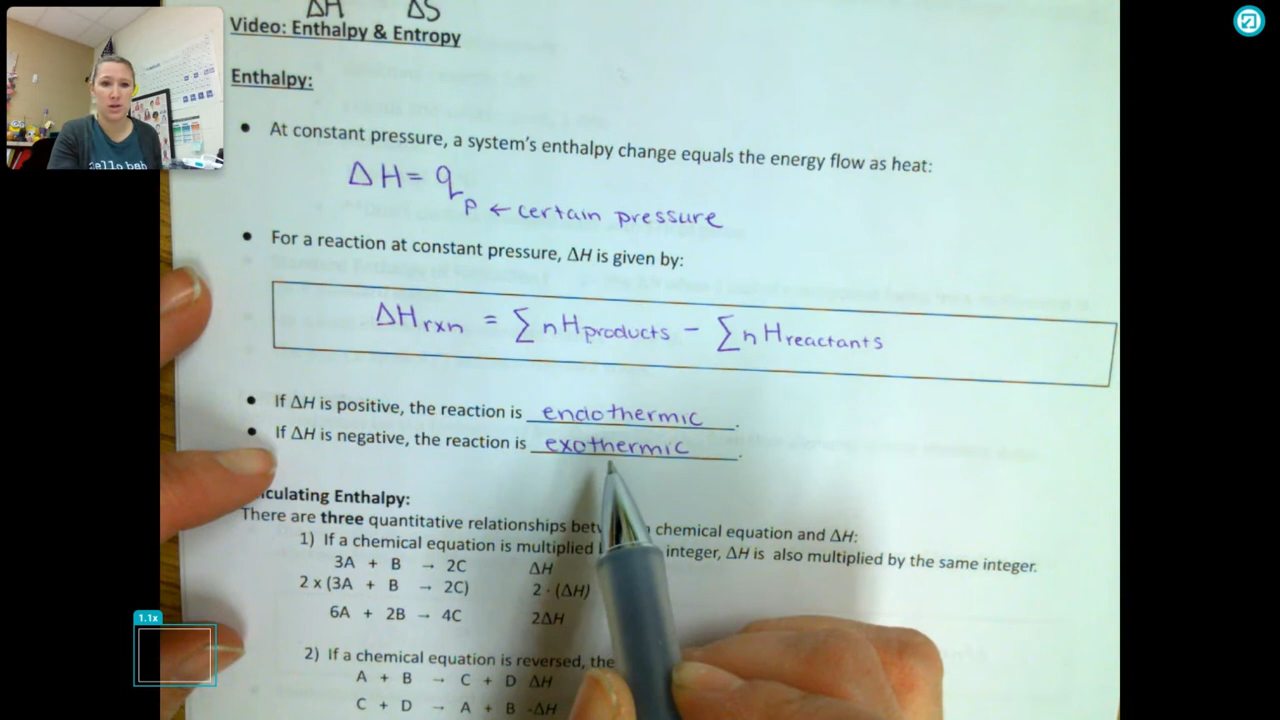 ΔH ΔS
Video: Enthalpy & Entropy
Enthalpy:
• At constant pressure, a system's enthalpy change equals the energy flow as heat:
ΔH = qp ← certain pressure
• For a reaction at constant pressure, ΔH is given by:
ΔHrxn = ∑nHproducts − ∑nHreactants
• If ΔH is positive, the reaction is endothermic.
• If ΔH is negative, the reaction is exothermic.
culating Enthalpy:
There are three quantitative relationships bet chemical equation and ΔH:
1) If a chemical equation is multiplied integer, ΔH is also multiplied by the same integer.
3A + B → 2C ΔH
2 x (3A + B → 2C) 2 · (ΔH)
6A + 2B → 4C 2ΔH
2) If a chemical equation is reversed, the
A + B → C + D ΔH
C + D → A + B -ΔH
hello
1.1x